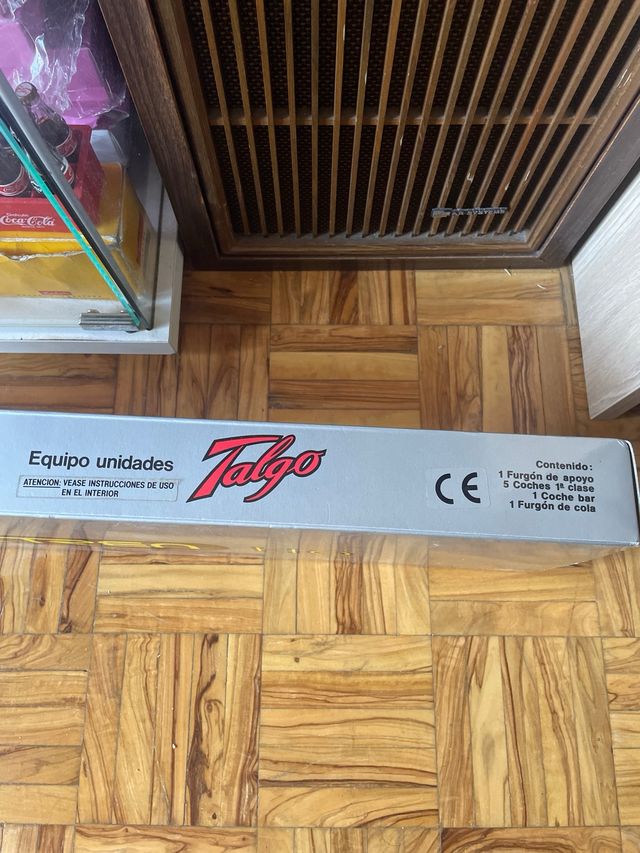 Coca-Cola
Equipo unidades
ATENCION: VEASE INSTRUCCIONES DE USO
EN EL INTERIOR
Talgo
CE
Contenido:
1 Furgón de apoyo
5 Coches 1ª clase
1 Coche bar
1 Furgón de cola